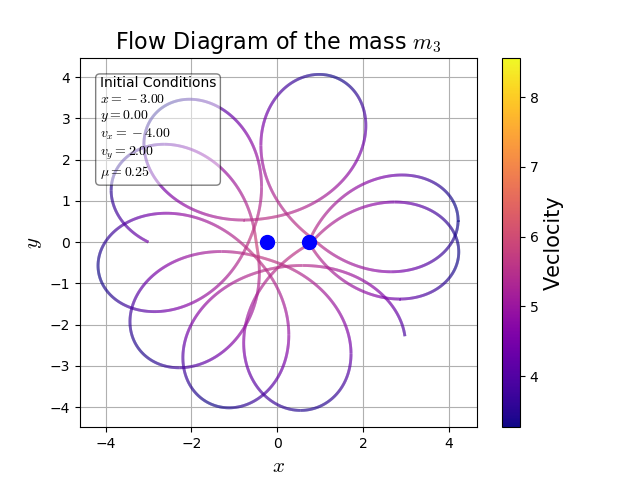 Flow Diagram of the mass m₃
Initial Conditions
x = −3.00
y = 0.00
vₓ = −4.00
v_y = 2.00
μ = 0.25
4
3
2
1
0
−1
−2
−3
−4
y
−4
−2
0
2
4
x
8
7
6
5
4
Veclocity